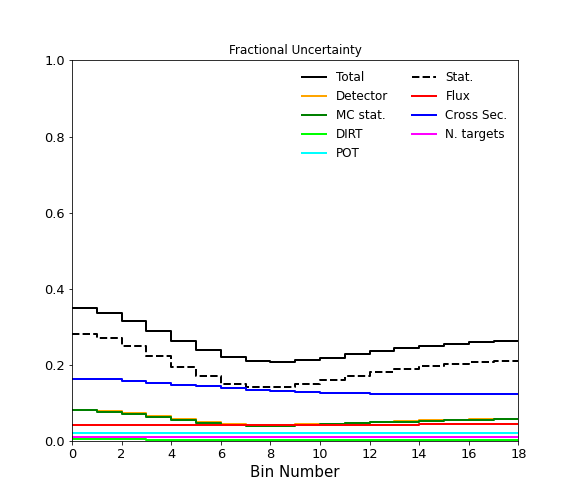 Fractional Uncertainty
1.0
0.8
0.6
0.4
0.2
0.0
Total
Detector
MC stat.
DIRT
POT
Stat.
Flux
Cross Sec.
N. targets
0 2 4 6 8 10 12 14 16 18
Bin Number